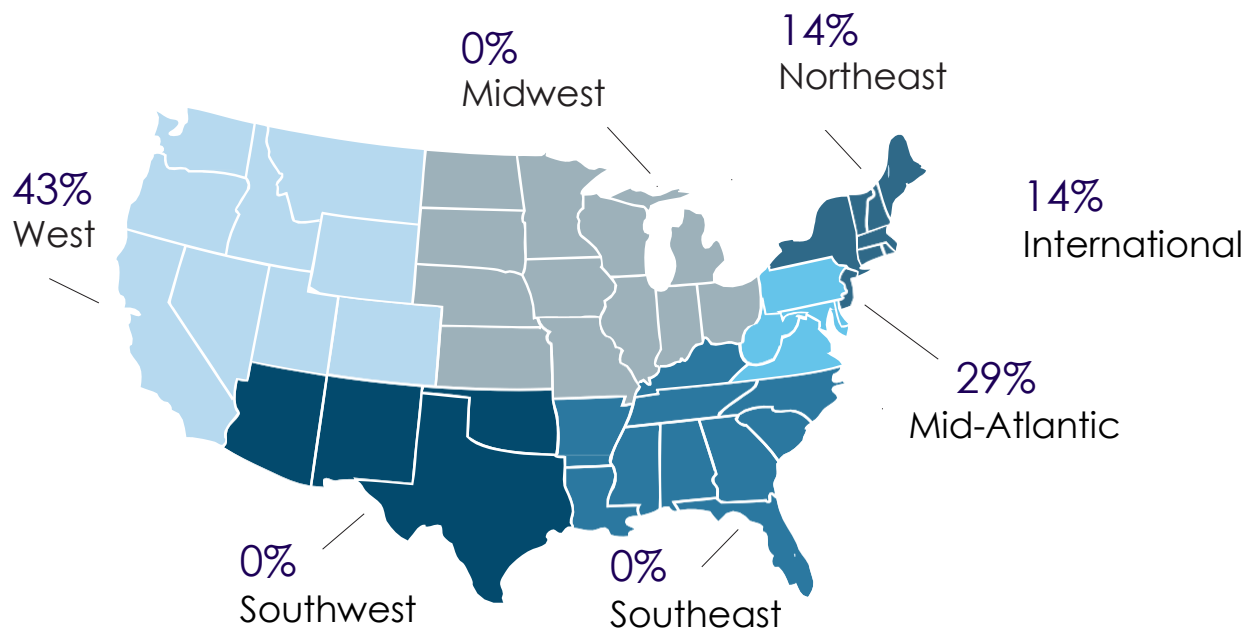 14%
Northeast
0%
Midwest
43%
West
14%
International
29%
Mid-Atlantic
0%
Southwest
0%
Southeast